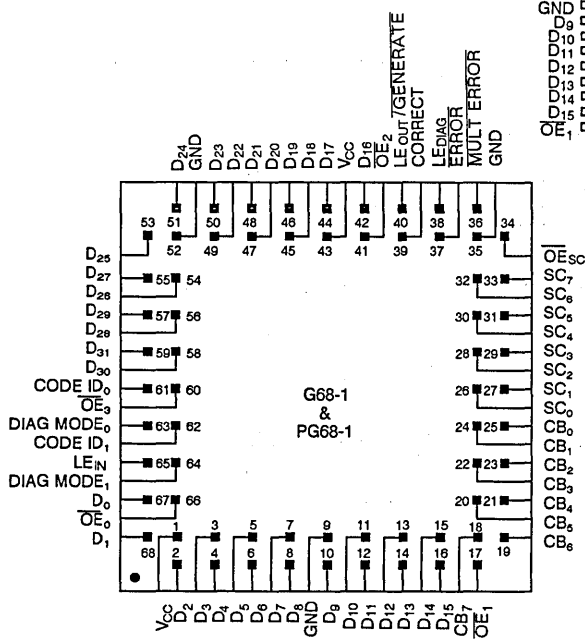 GND
D9
D10
D11
D12
D13
D14
D15
OE1
D24
GND
D23
D22
D21
D20
D19
D18
D17
VCC
D16
OE2
LEOUT/GENERATE
CORRECT
LEDIAG
ERROR
MULT ERROR
GND
53 51 50 48 46 44 42 40 38 36 34
52 49 47 45 43 41 39 37 35
D25
D27
D26
D29
D28
D31
D30
CODE ID0
OE3
DIAG MODE0
CODE ID1
LEIN
DIAG MODE1
D0
OE0
D1
55 54
57 56
59 58
61 60
63 62
65 64
67 66
68
G68-1
&
PG68-1
32 33
30 31
28 29
26 27
24 25
22 23
20 21
19
OESC
SC7
SC6
SC5
SC4
SC3
SC2
SC1
SC0
CB0
CB1
CB2
CB3
CB4
CB5
CB6
1 3 5 7 9 11 13 15 18
2 4 6 8 10 12 14 16 17
VCC
D2
D3
D4
D5
D6
D7
D8
GND
D9
D10
D11
D12
D13
D14
D15
CB7
OE1